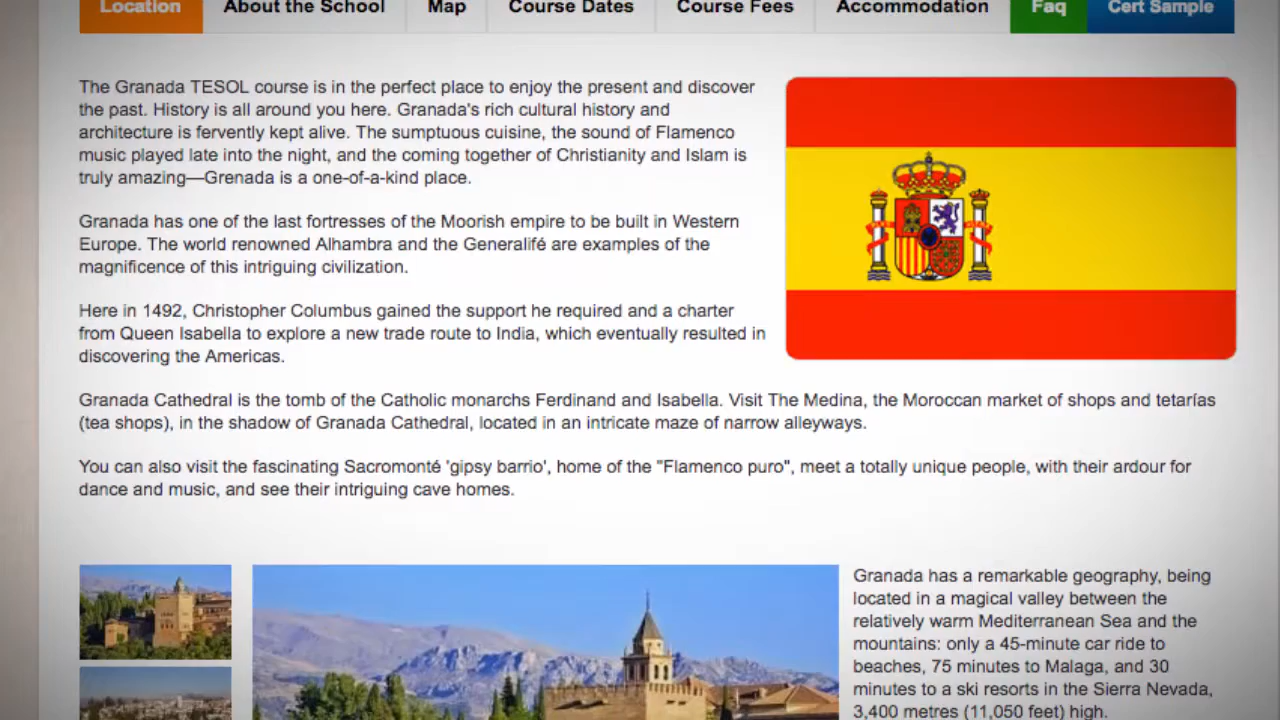 Location
About the School
Map
Course Dates
Course Fees
Accommodation
Faq
Cert Sample
The Granada TESOL course is in the perfect place to enjoy the present and discover
the past. History is all around you here. Granada's rich cultural history and
architecture is fervently kept alive. The sumptuous cuisine, the sound of Flamenco
music played late into the night, and the coming together of Christianity and Islam is
truly amazing—Grenada is a one-of-a-kind place.
Granada has one of the last fortresses of the Moorish empire to be built in Western
Europe. The world renowned Alhambra and the Generalifé are examples of the
magnificence of this intriguing civilization.
Here in 1492, Christopher Columbus gained the support he required and a charter
from Queen Isabella to explore a new trade route to India, which eventually resulted in
discovering the Americas.
Granada Cathedral is the tomb of the Catholic monarchs Ferdinand and Isabella. Visit The Medina, the Moroccan market of shops and tetarías
(tea shops), in the shadow of Granada Cathedral, located in an intricate maze of narrow alleyways.
You can also visit the fascinating Sacromonté 'gipsy barrio', home of the "Flamenco puro", meet a totally unique people, with their ardour for
dance and music, and see their intriguing cave homes.
Granada has a remarkable geography, being
located in a magical valley between the
relatively warm Mediterranean Sea and the
mountains: only a 45-minute car ride to
beaches, 75 minutes to Malaga, and 30
minutes to a ski resorts in the Sierra Nevada,
3,400 metres (11,050 feet) high.